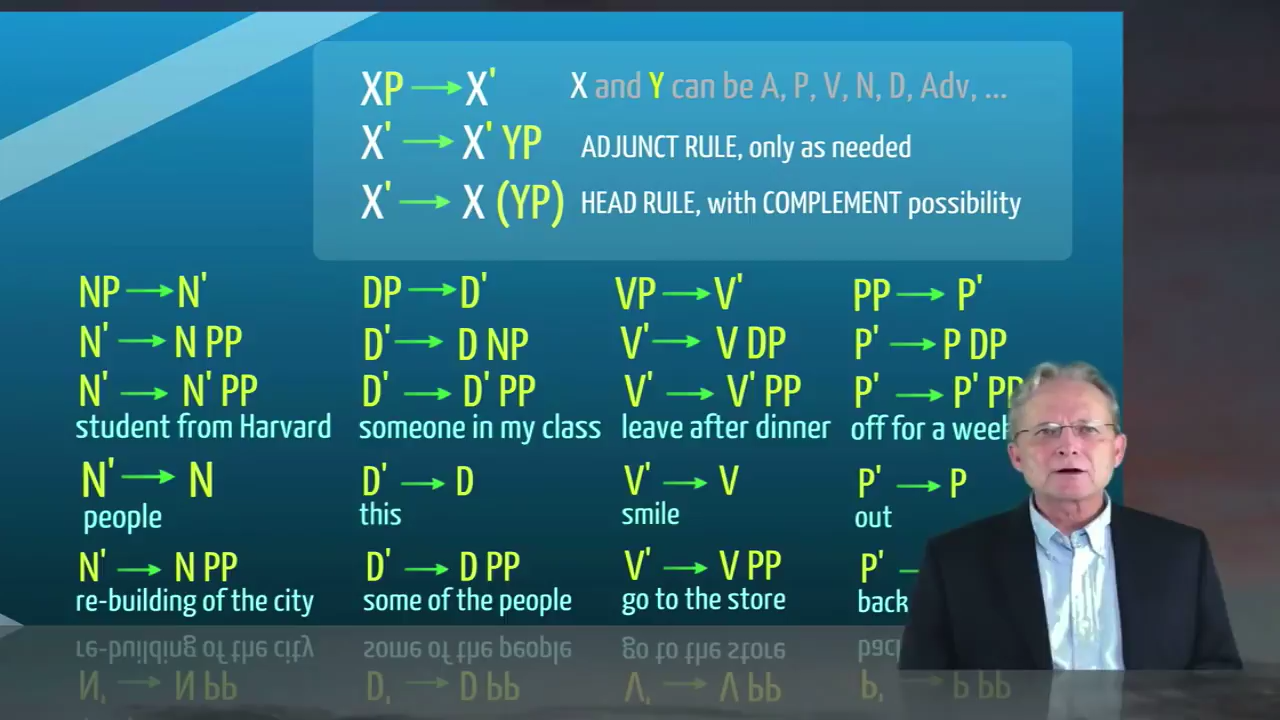 XP → X' X and Y can be A, P, V, N, D, Adv, ...
X' → X' YP ADJUNCT RULE, only as needed
X' → X (YP) HEAD RULE, with COMPLEMENT possibility
NP → N' DP → D' VP → V' PP → P'
N' → N PP D' → D NP V' → V DP P' → P DP
N' → N' PP D' → D' PP V' → V' PP P' → P' PP
student from Harvard someone in my class leave after dinner off for a week
N' → N D' → D V' → V P' → P
people this smile out
N' → N PP D' → D PP V' → V PP P'
re-building of the city some of the people go to the store back